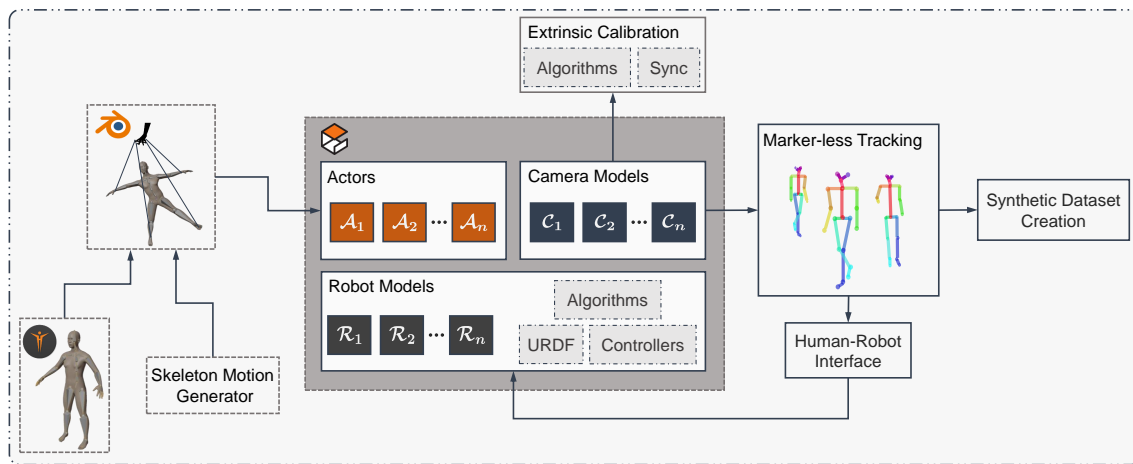 Extrinsic Calibration
Algorithms
Sync
Actors
𝒜₁ 𝒜₂ ... 𝒜ₙ
Camera Models
𝒞₁ 𝒞₂ ... 𝒞ₙ
Marker-less Tracking
Synthetic Dataset
Creation
Robot Models
ℛ₁ ℛ₂ ... ℛₙ
Algorithms
URDF
Controllers
Human-Robot
Interface
Skeleton Motion
Generator